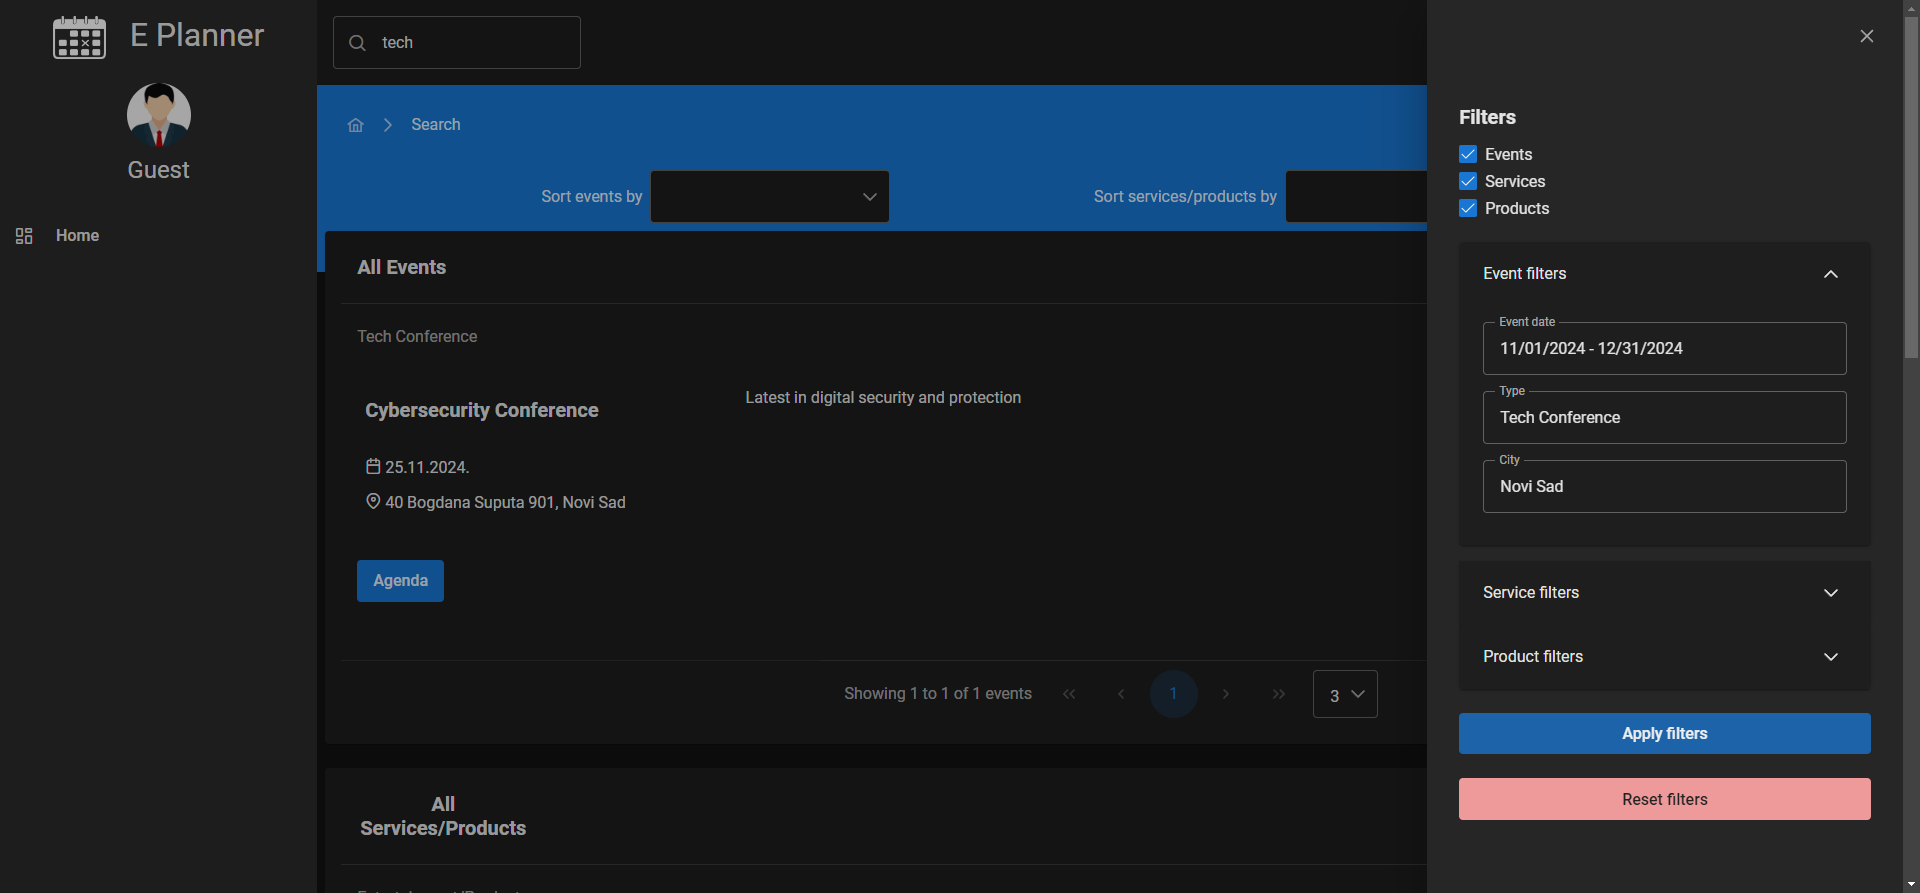 E Planner
Guest
Home
tech
Search
Sort events by
Sort services/products by
All Events
Tech Conference
Cybersecurity Conference
Latest in digital security and protection
25.11.2024.
40 Bogdana Suputa 901, Novi Sad
Agenda
Showing 1 to 1 of 1 events
1
3
All
Services/Products
Filters
Events
Services
Products
Event filters
Event date
11/01/2024 - 12/31/2024
Type
Tech Conference
City
Novi Sad
Service filters
Product filters
Apply filters
Reset filters